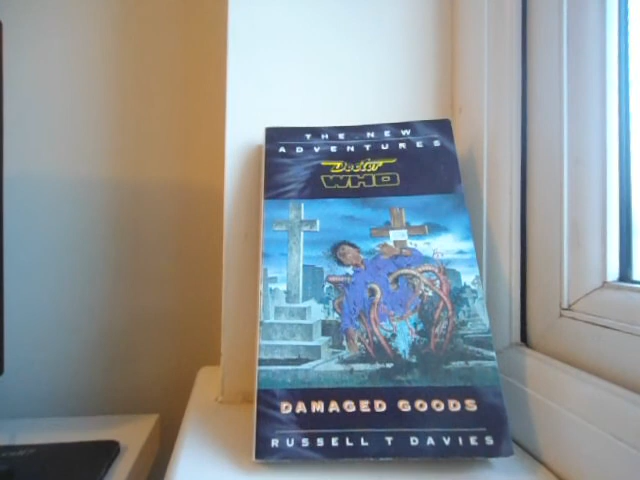 THE NEW
ADVENTURES
Doctor
WHO
DAMAGED GOODS
RUSSELL T DAVIES